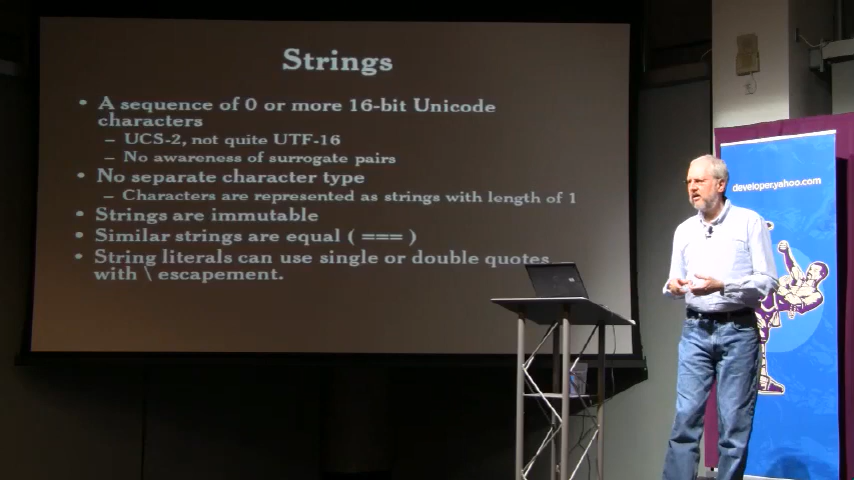 Strings
• A sequence of 0 or more 16-bit Unicode
characters
– UCS-2, not quite UTF-16
– No awareness of surrogate pairs
• No separate character type
– Characters are represented as strings with length of 1
• Strings are immutable
• Similar strings are equal ( === )
• String literals can use single or double quotes
with \ escapement.
developer.yahoo.com